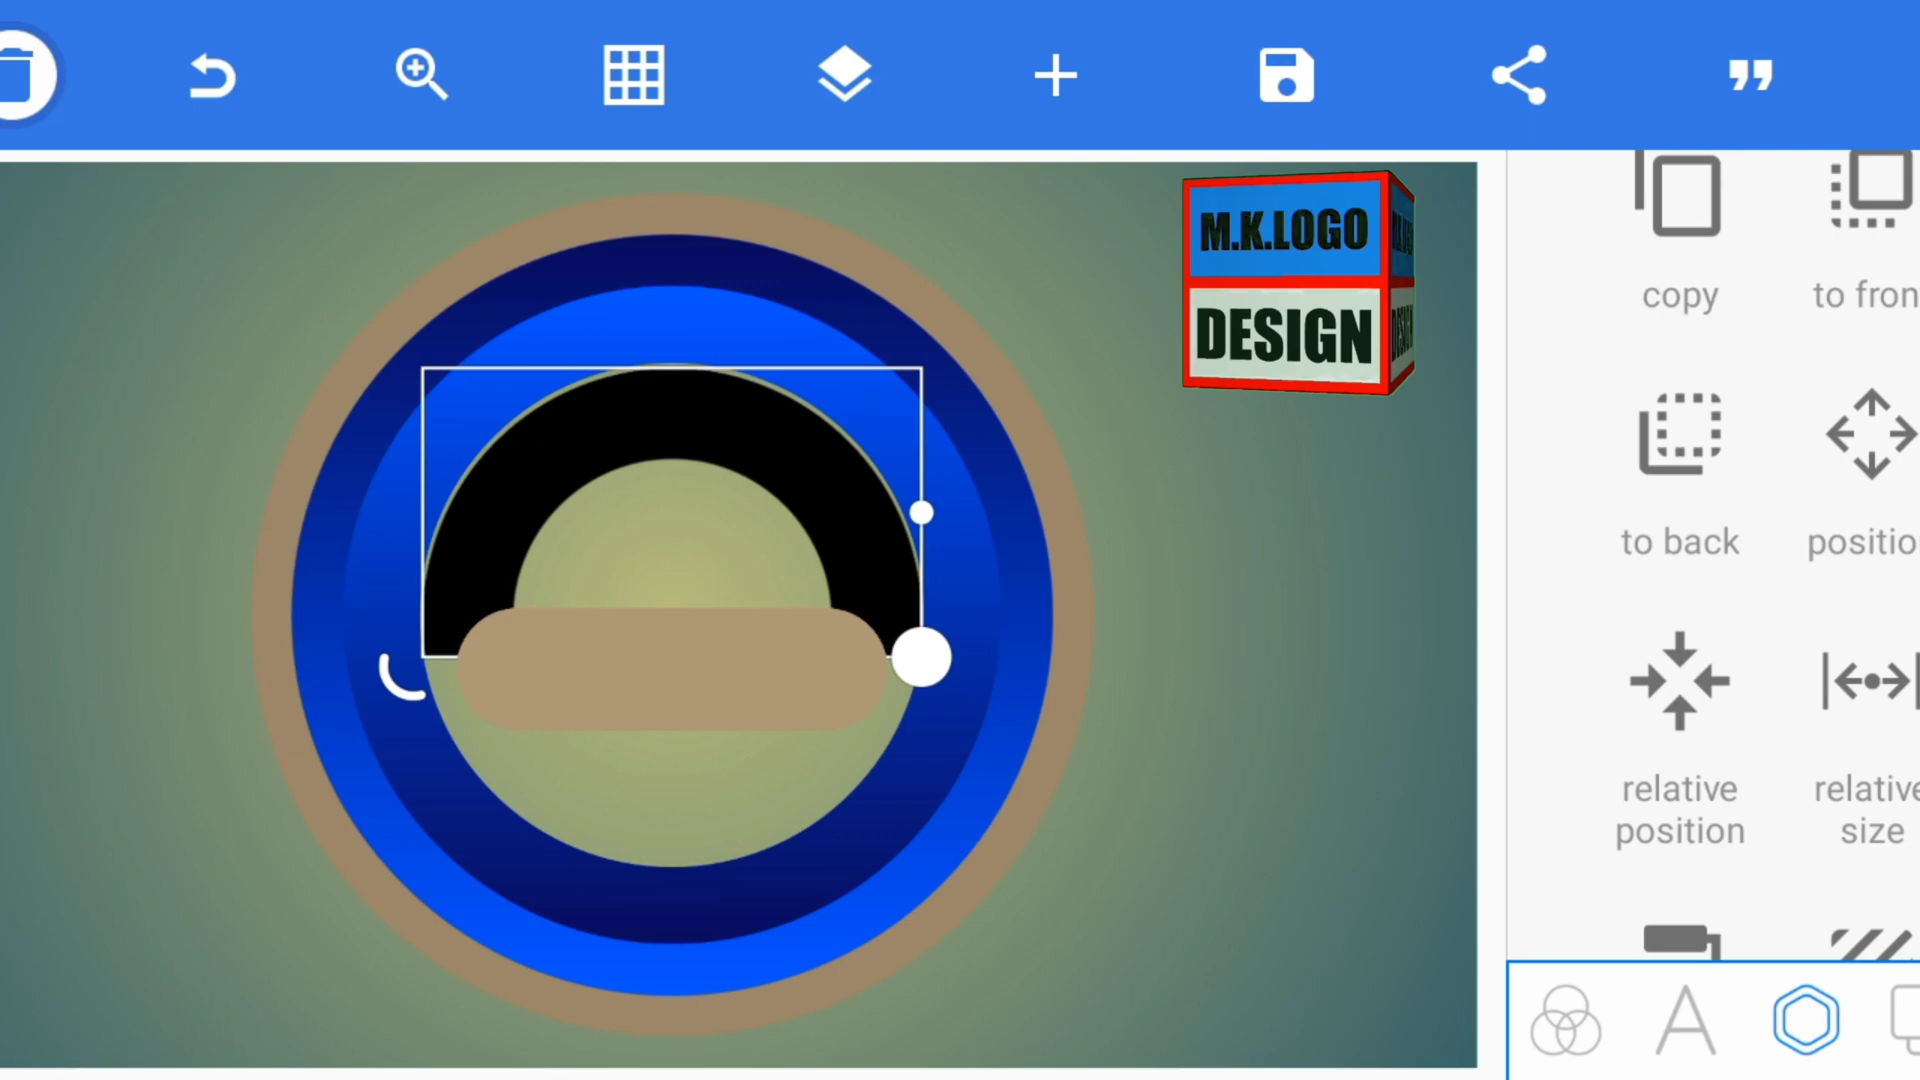 M.K.LOGO
DESIGN
copy
to fron
to back
positio
relative
position
relative
size